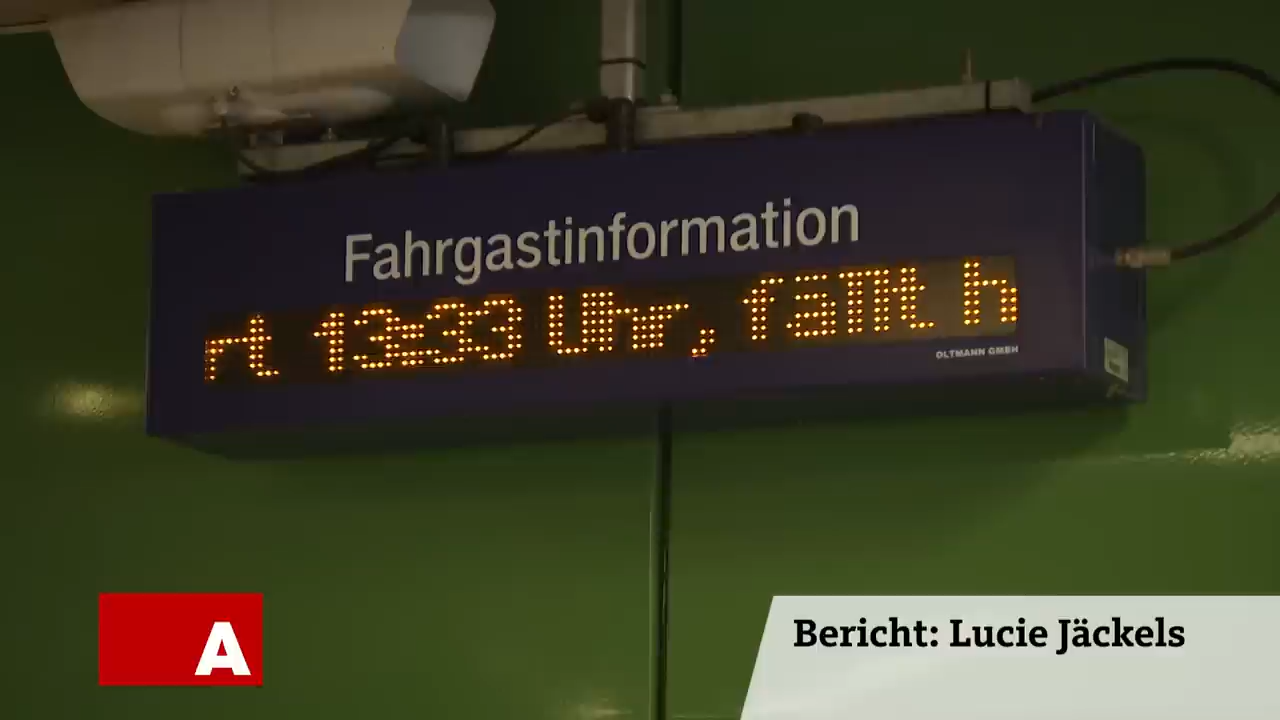 Fahrgastinformation
rt 13:33 Uhr, fällt h
OLTMANN GMBH
A
Bericht: Lucie Jäckels